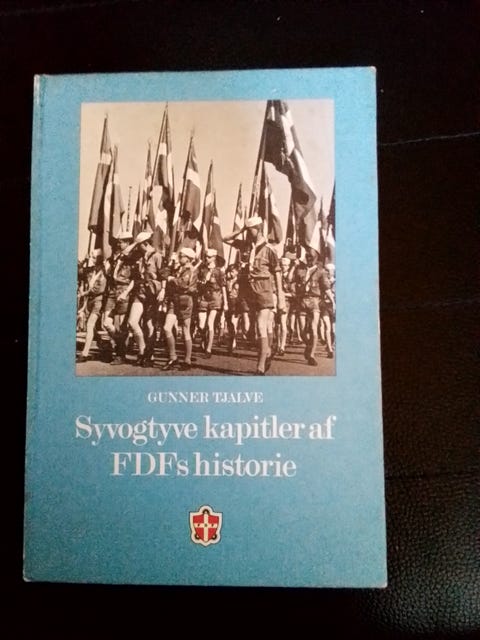 GUNNER TJALVE
Syvogtyve kapitler af
FDFs historie